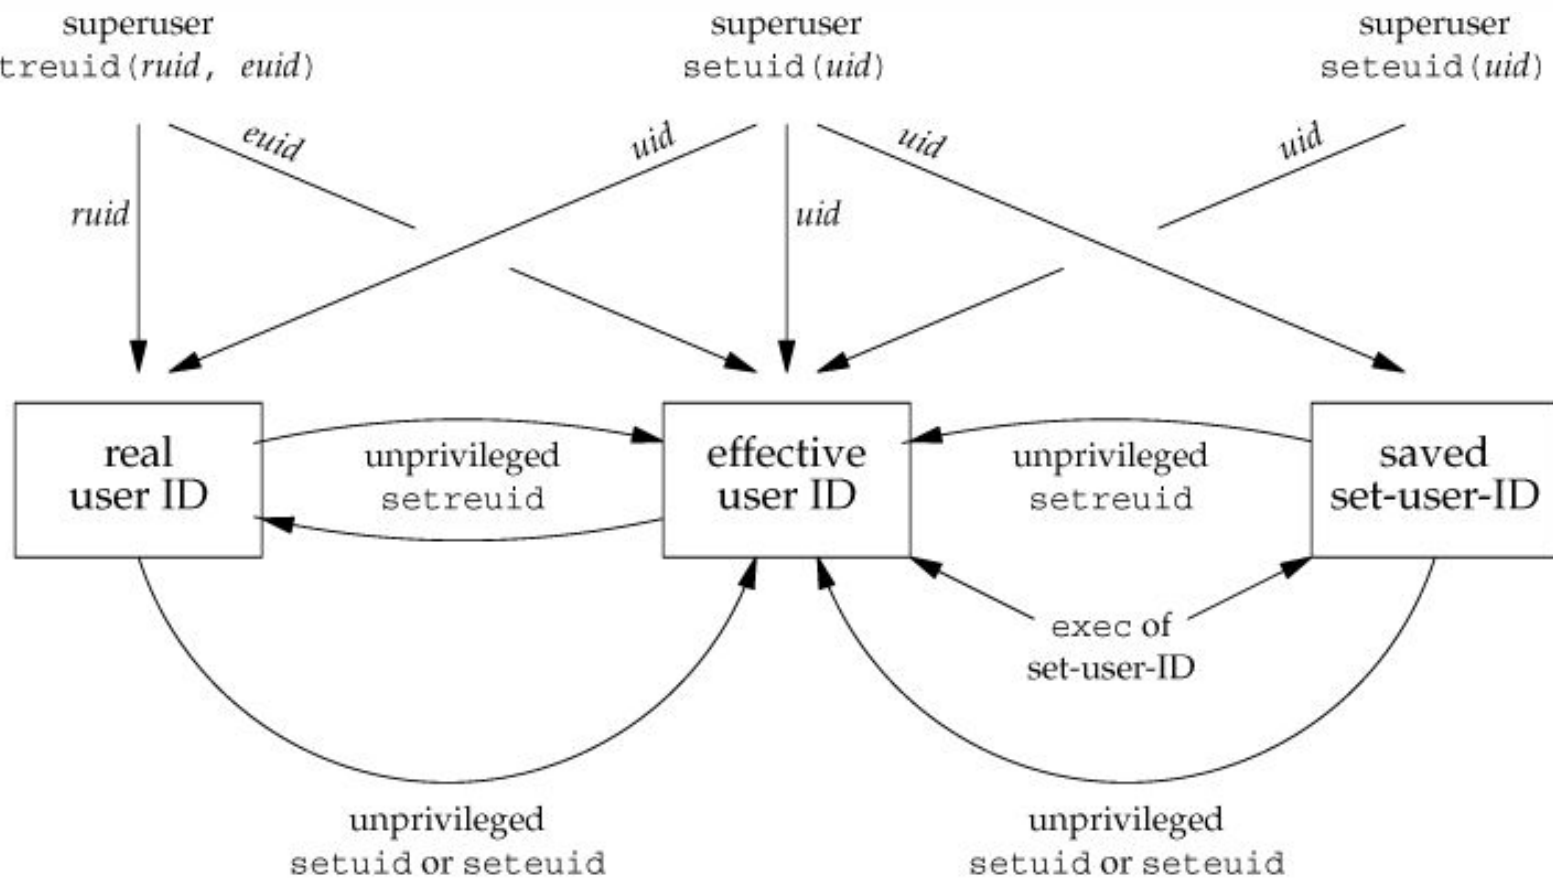 superuser
treuid(ruid, euid)
superuser
setuid(uid)
superuser
seteuid(uid)
euid
uid
uid
uid
ruid
uid
real
user ID
unprivileged
setreuid
effective
user ID
unprivileged
setreuid
saved
set-user-ID
exec of
set-user-ID
unprivileged
setuid or seteuid
unprivileged
setuid or seteuid